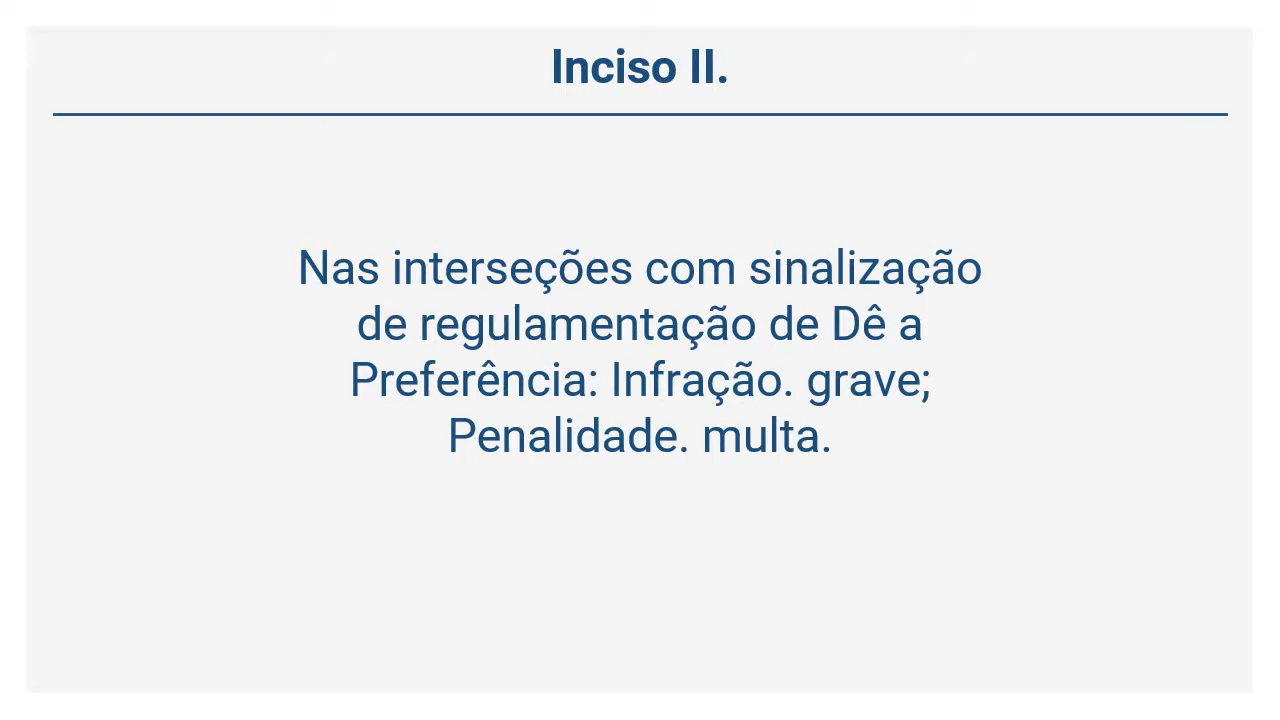 Inciso II.
Nas interseções com sinalização
de regulamentação de Dê a
Preferência: Infração. grave;
Penalidade. multa.